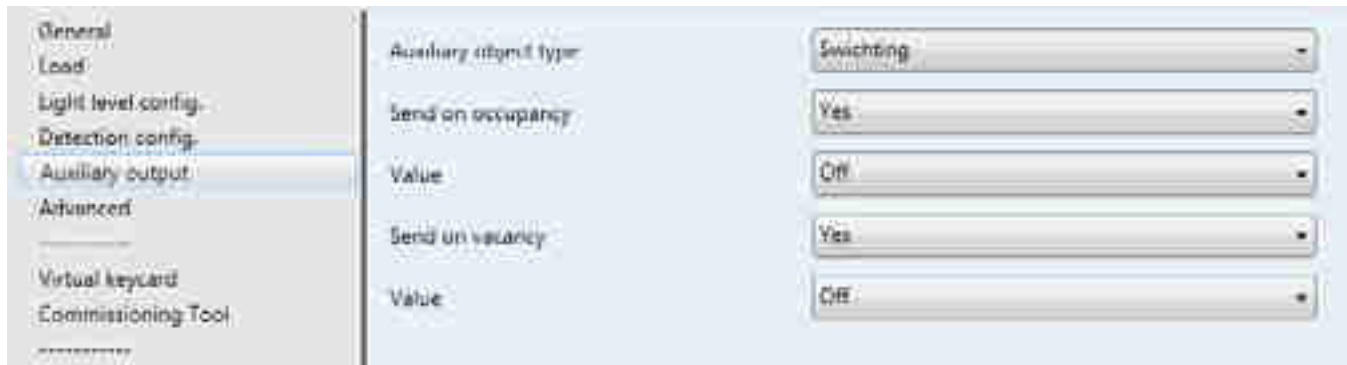 General
Load
Light level config.
Detection config.
Auxiliary output
Advanced
-----------
Virtual keycard
Commissioning Tool
-----------
Auxiliary object type
Swichting
Send on occupancy
Yes
Value
Off
Send on vacancy
Yes
Value
Off